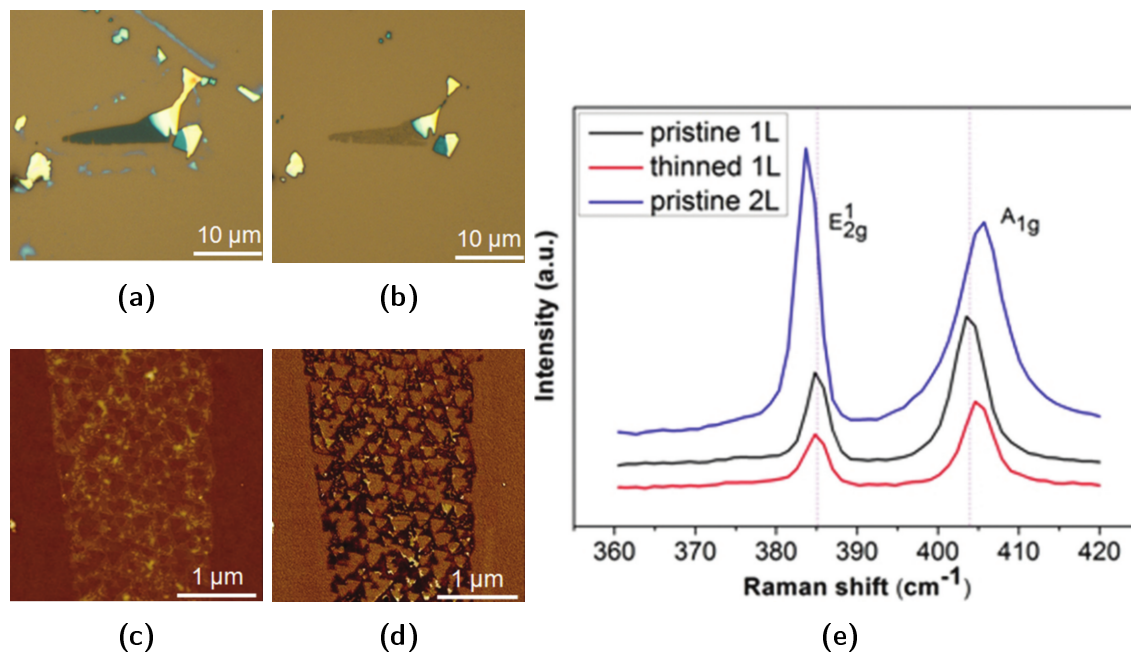 10 μm
10 μm
(a)
(b)
1 μm
1 μm
(c)
(d)
pristine 1L
thinned 1L
pristine 2L
E¹₂g
A₁g
Intensity (a.u.)
360 370 380 390 400 410 420
Raman shift (cm⁻¹)
(e)